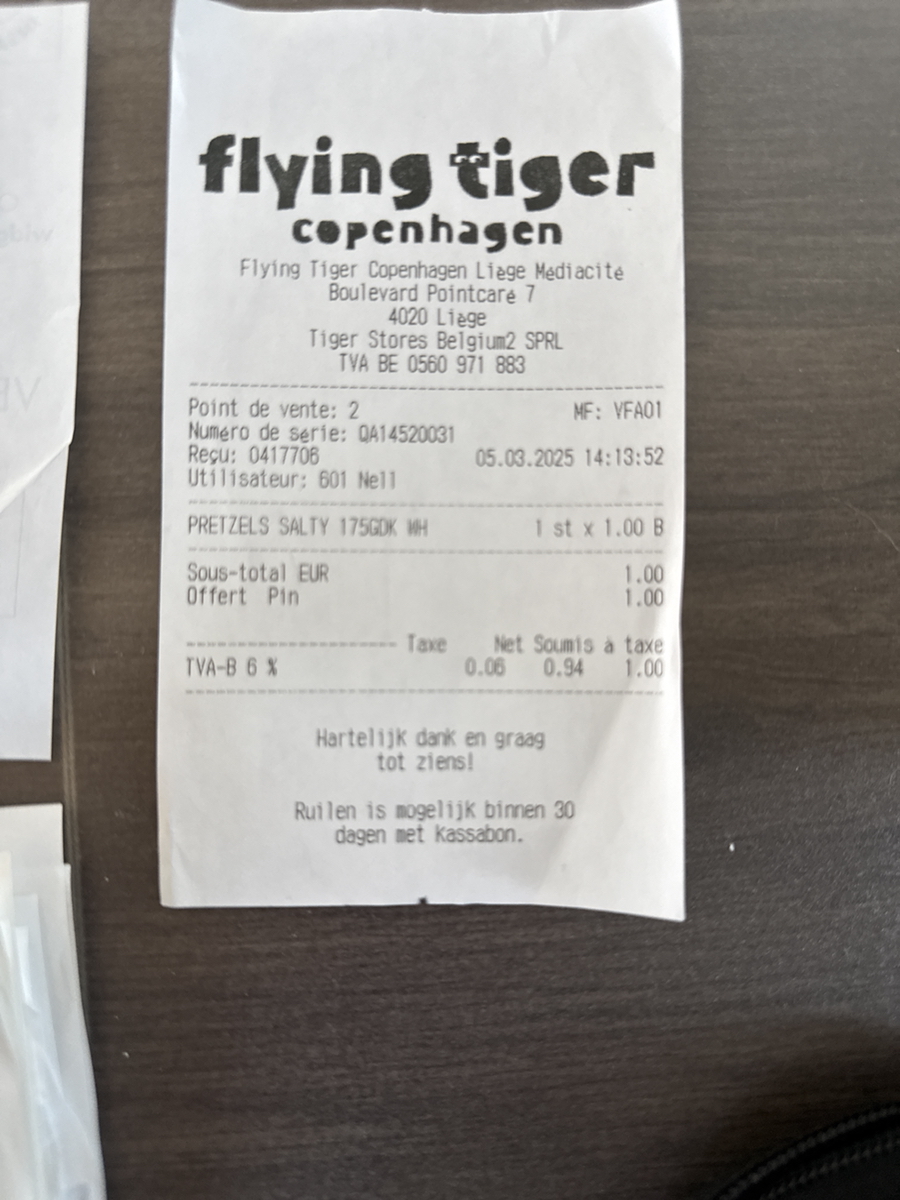 flying tiger
copenhagen
Flying Tiger Copenhagen Liège Médiacité
Boulevard Pointcaré 7
4020 Liège
Tiger Stores Belgium2 SPRL
TVA BE 0560 971 883
Point de vente: 2 MF: VFA01
Numéro de série: QA14520031
Reçu: 0417706 05.03.2025 14:13:52
Utilisateur: 601 Nell
PRETZELS SALTY 175GDK WH 1 st x 1.00 B
Sous-total EUR 1.00
Offert Pin 1.00
Taxe Net Soumis à taxe
TVA-B 6 % 0.06 0.94 1.00
Hartelijk dank en graag
tot ziens!
Ruilen is mogelijk binnen 30
dagen met kassabon.